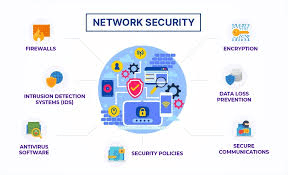 NETWORK SECURITY
FIREWALLS
ENCRYPTION
INTRUSION DETECTION
SYSTEMS (IDS)
DATA LOSS
PREVENTION
ANTIVIRUS
SOFTWARE
SECURITY POLICIES
SECURE
COMMUNICATIONS